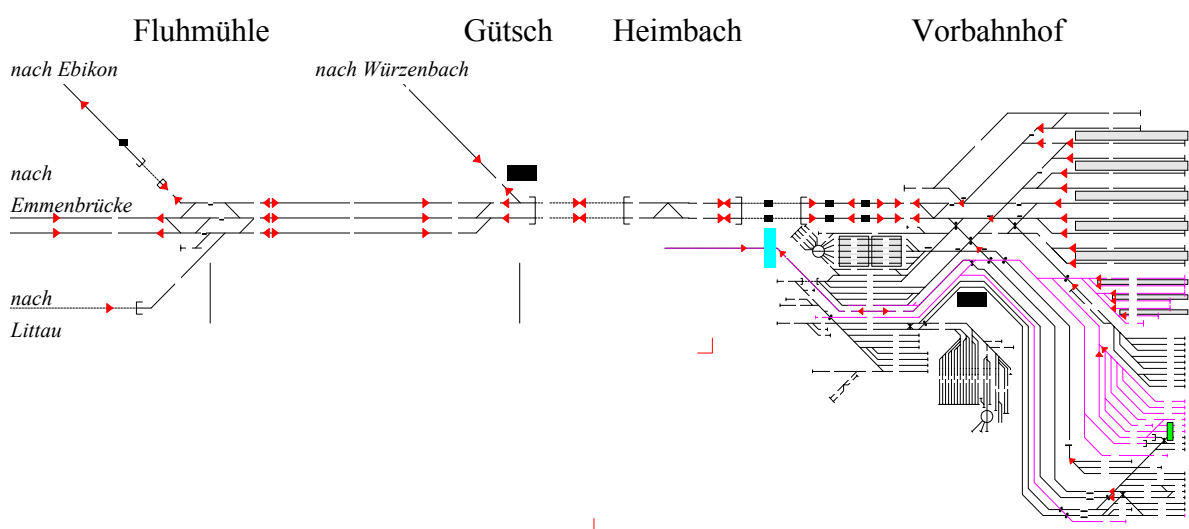 Fluhmühle Gütsch Heimbach Vorbahnhof
nach Ebikon nach Würzenbach
nach
Emmenbrücke
nach
Littau